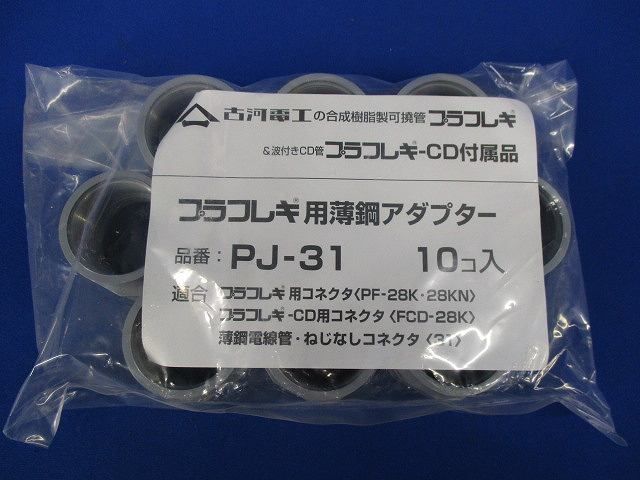 古河電工の合成樹脂製可撓管プラフレキ®
&波付きCD管プラフレキ®-CD付属品
プラフレキ®用薄鋼アダプター
品番：PJ-31 10コ入
適合 プラフレキ®用コネクタ〈PF-28K・28KN〉
プラフレキ®-CD用コネクタ〈FCD-28K〉
薄鋼電線管・ねじなしコネクタ〈31〉